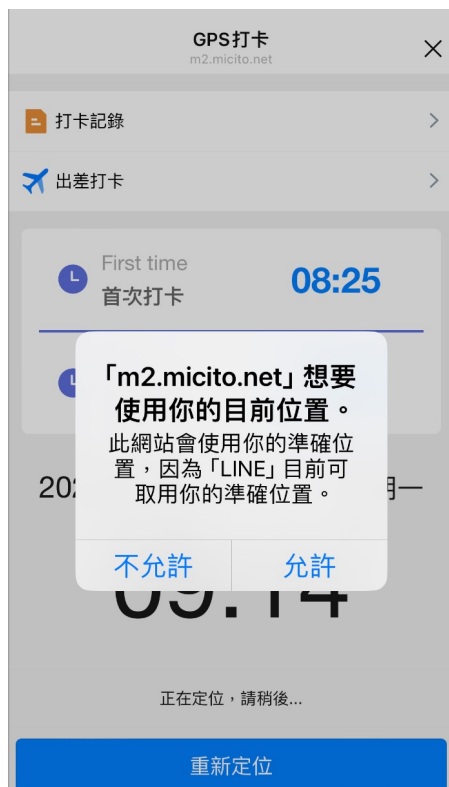 GPS打卡
m2.micito.net
打卡記錄
出差打卡
First time
首次打卡
08:25
「m2.micito.net」想要
使用你的目前位置。
此網站會使用你的準確位
置，因為「LINE」目前可
取用你的準確位置。
不允許
允許
09:14
正在定位，請稍後...
重新定位